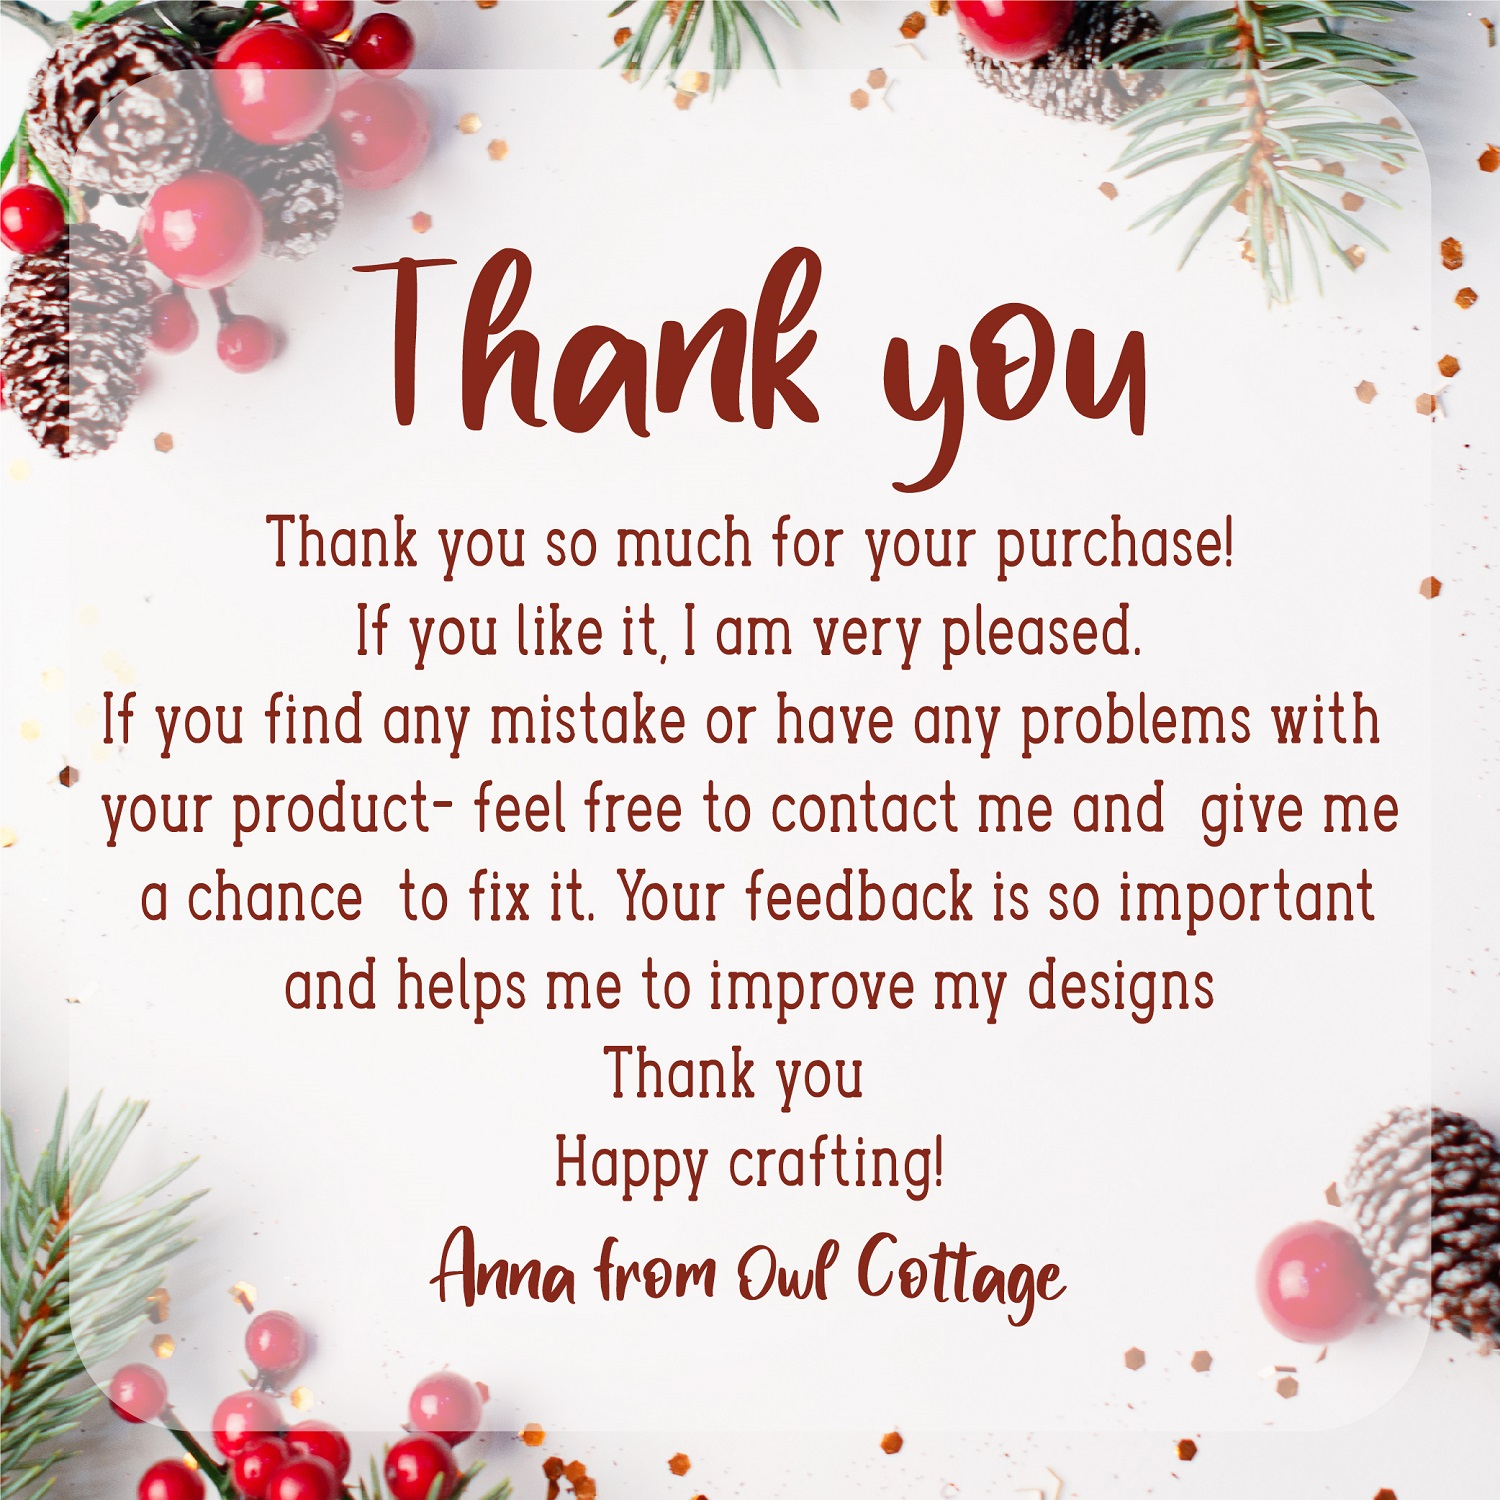 Thank you
Thank you so much for your purchase!
If you like it, I am very pleased.
If you find any mistake or have any problems with
your product- feel free to contact me and  give me
a chance  to fix it. Your feedback is so important
and helps me to improve my designs
Thank you
Happy crafting!
Anna from Owl Cottage